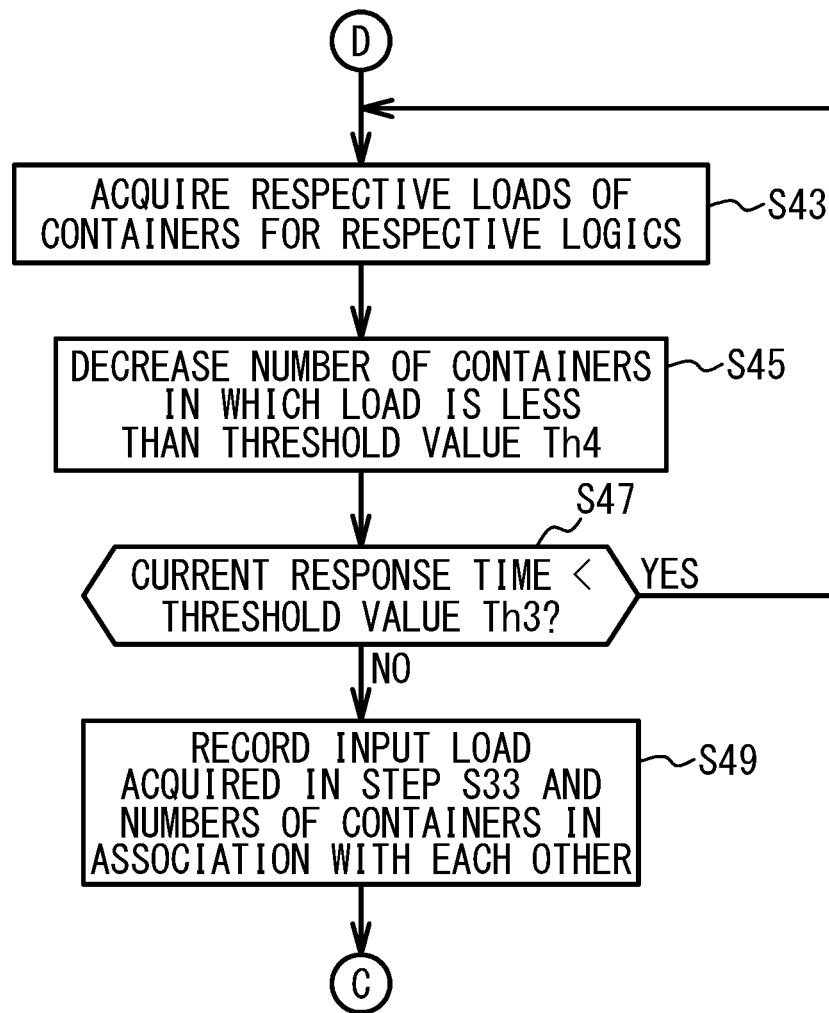 D
ACQUIRE RESPECTIVE LOADS OF
CONTAINERS FOR RESPECTIVE LOGICS
S43
DECREASE NUMBER OF CONTAINERS
IN WHICH LOAD IS LESS
THAN THRESHOLD VALUE Th4
S45
S47
CURRENT RESPONSE TIME <
THRESHOLD VALUE Th3?
YES
NO
RECORD INPUT LOAD
ACQUIRED IN STEP S33 AND
NUMBERS OF CONTAINERS IN
ASSOCIATION WITH EACH OTHER
S49
C